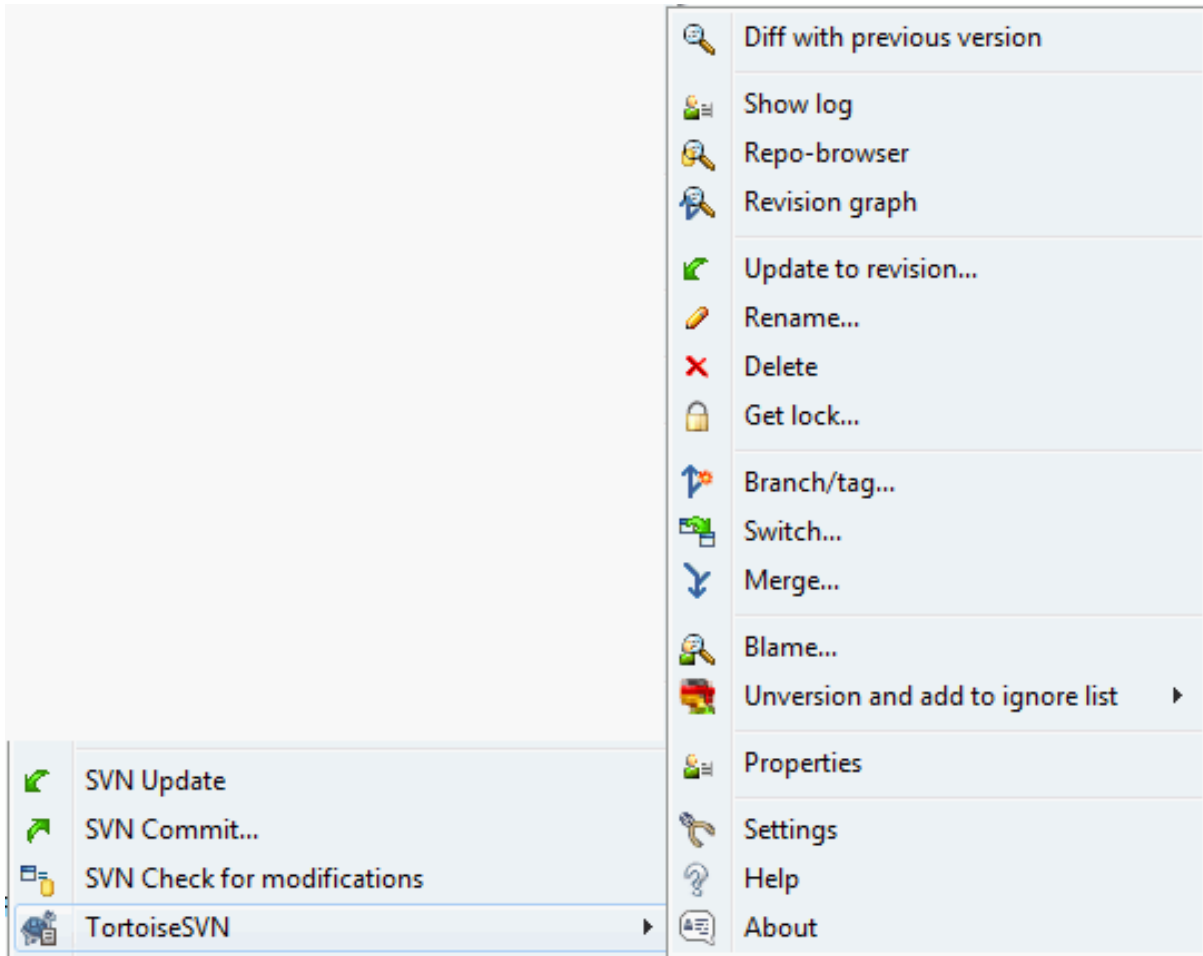 Diff with previous version
Show log
Repo-browser
Revision graph
Update to revision...
Rename...
Delete
Get lock...
Branch/tag...
Switch...
Merge...
Blame...
Unversion and add to ignore list
Properties
Settings
Help
About
SVN Update
SVN Commit...
SVN Check for modifications
TortoiseSVN